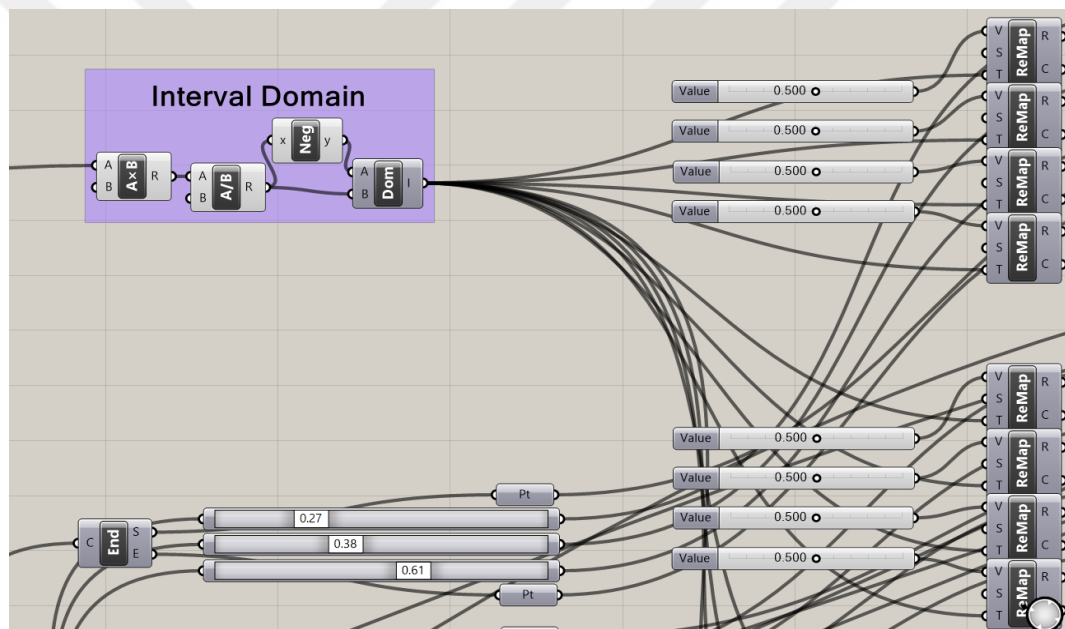 Interval Domain
A B A×B R
A B A/B R
x Neg y
A B Dom I
Value 0.500
Value 0.500
Value 0.500
Value 0.500
V S T ReMap R C
V S T ReMap R C
V S T ReMap R C
V S T ReMap R C
Value 0.500
Value 0.500
Value 0.500
Value 0.500
V S T ReMap R C
V S T ReMap R C
V S T ReMap R C
V S T ReMap R
C End S E
Pt
0.27
0.38
0.61
Pt